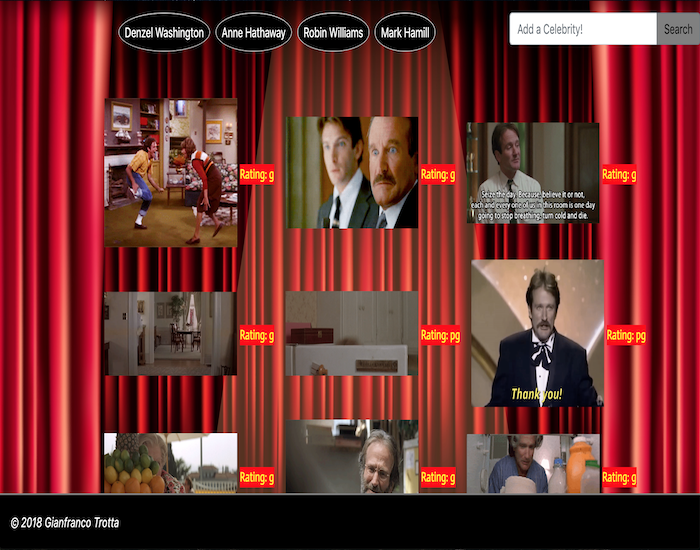 Denzel Washington
Anne Hathaway
Robin Williams
Mark Hamill
Add a Celebrity!
Search
Rating: g
Rating: g
Seize the day. Because, believe it or not,
each and every one of us in this room is one day
going to stop breathing, turn cold and die.
Rating: g
Rating: g
Rating: pg
Thank you!
Rating: pg
Rating: g
Rating: g
Rating: g
© 2018 Gianfranco Trotta